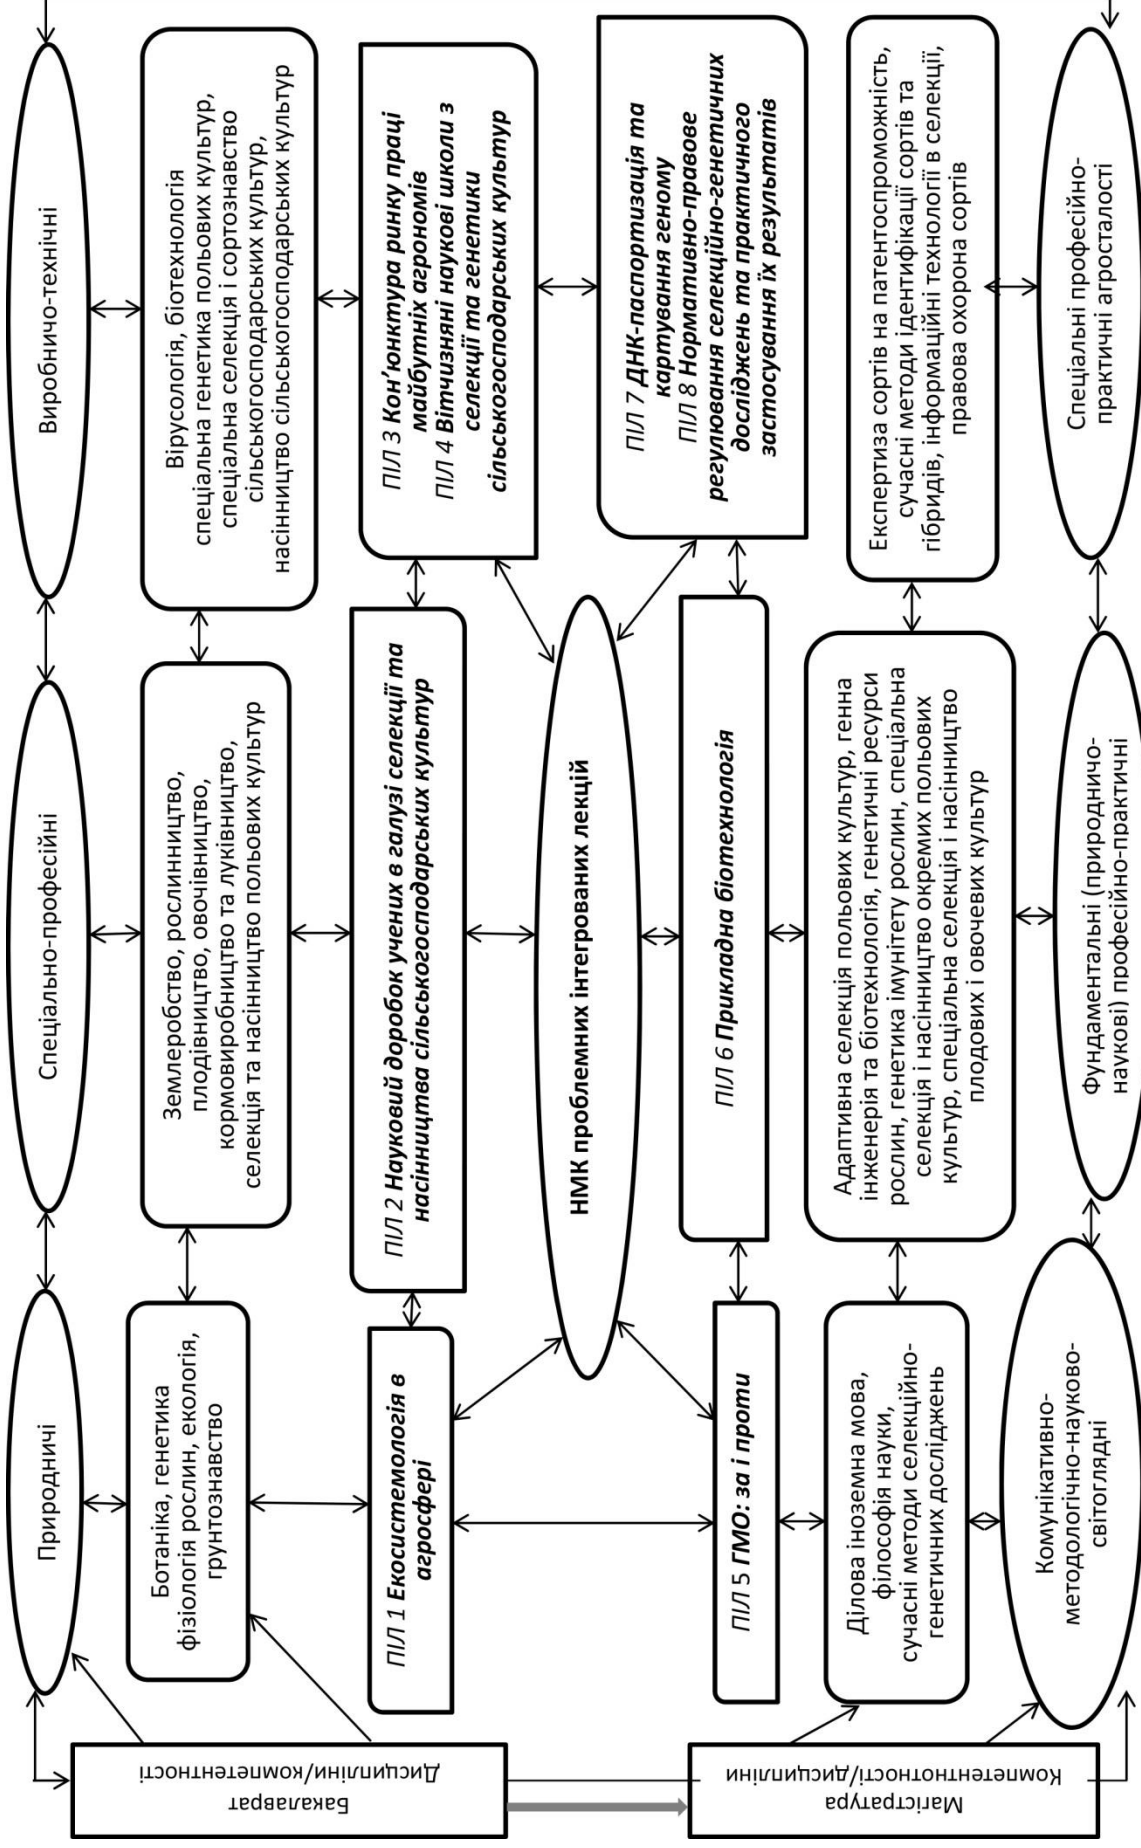 Бакалаврат
Дисципліни/компетентності
Природничі
Спеціально-професійні
Виробничо-технічні
Ботаніка, генетика
фізіологія рослин, екологія,
грунтознавство
Землеробство, рослинництво,
плодівництво, овочівництво,
кормовиробництво та луківництво,
селекція та насінництво польових культур
Вірусологія, біотехнологія
спеціальна генетика польових культур,
спеціальна селекція і сортознавство
сільськогосподарських культур,
насінництво сільськогосподарських культур
ПІЛ 1 Екосистемологія в
агросфері
ПІЛ 2 Науковий доробок учених в галузі селекції та
насінництва сільськогосподарських культур
ПІЛ 3 Кон’юнктура ринку праці
майбутніх агрономів
ПІЛ 4 Вітчизняні наукові школи з
селекції та генетики
сільськогосподарських культур
НМК проблемних інтегрованих лекцій
ПІЛ 5 ГМО: за і проти
ПІЛ 6 Прикладна біотехнологія
ПІЛ 7 ДНК-паспортизація та
картування геному
ПІЛ 8 Нормативно-правове
регулювання селекційно-генетичних
досліджень та практичного
застосування їх результатів
Магістратура
Компетентнотності/дисципліни
Ділова іноземна мова,
філософія науки,
сучасні методи селекційно-
генетичних досліджень
Адаптивна селекція польових культур, генна
інженерія та біотехнологія, генетичні ресурси
рослин, генетика імунітету рослин, спеціальна
селекція і насінництво окремих польових
культур, спеціальна селекція і насінництво
плодових і овочевих культур
Експертиза сортів на патентоспроможність,
сучасні методи ідентифікації сортів та
гібридів, інформаційні технології в селекції,
правова охорона сортів
Комунікативно-
методологічно-науково-
світоглядні
Фундаментальні (природничо-
наукові) професійно-практичні
Спеціальні професійно-
практичні агросталості